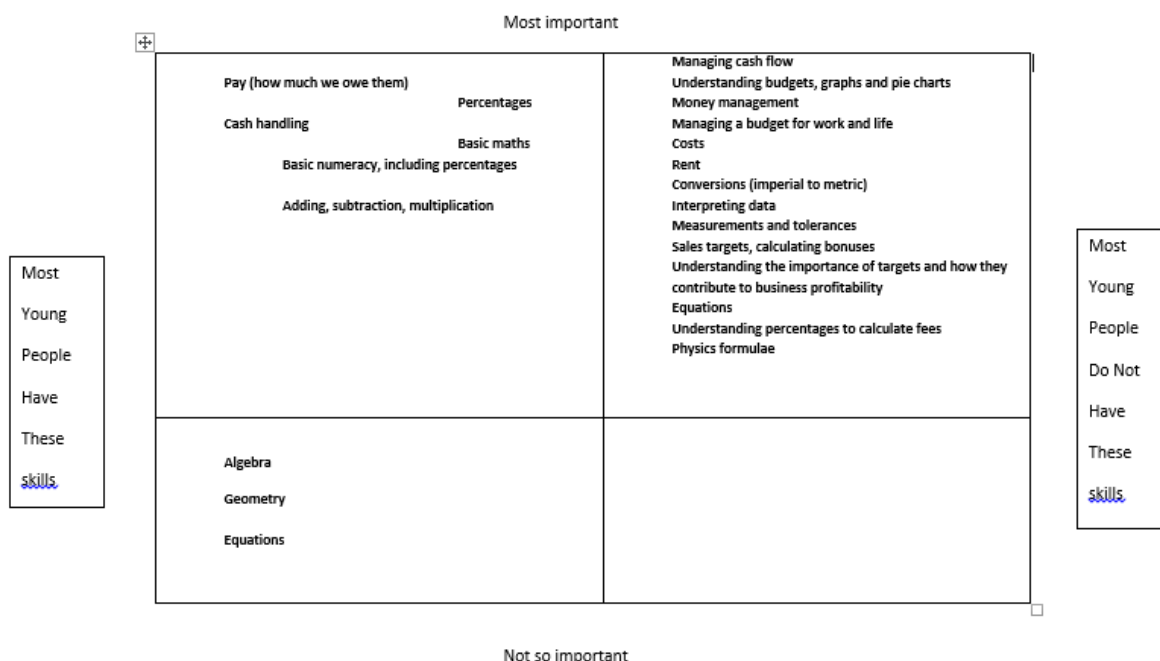 Most important
Pay (how much we owe them)
Percentages
Cash handling
Basic maths
Basic numeracy, including percentages
Adding, subtraction, multiplication
Managing cash flow
Understanding budgets, graphs and pie charts
Money management
Managing a budget for work and life
Costs
Rent
Conversions (imperial to metric)
Interpreting data
Measurements and tolerances
Sales targets, calculating bonuses
Understanding the importance of targets and how they
contribute to business profitability
Equations
Understanding percentages to calculate fees
Physics formulae
Most
Young
People
Have
These
skills
Most
Young
People
Do Not
Have
These
skills
Algebra
Geometry
Equations
Not so important